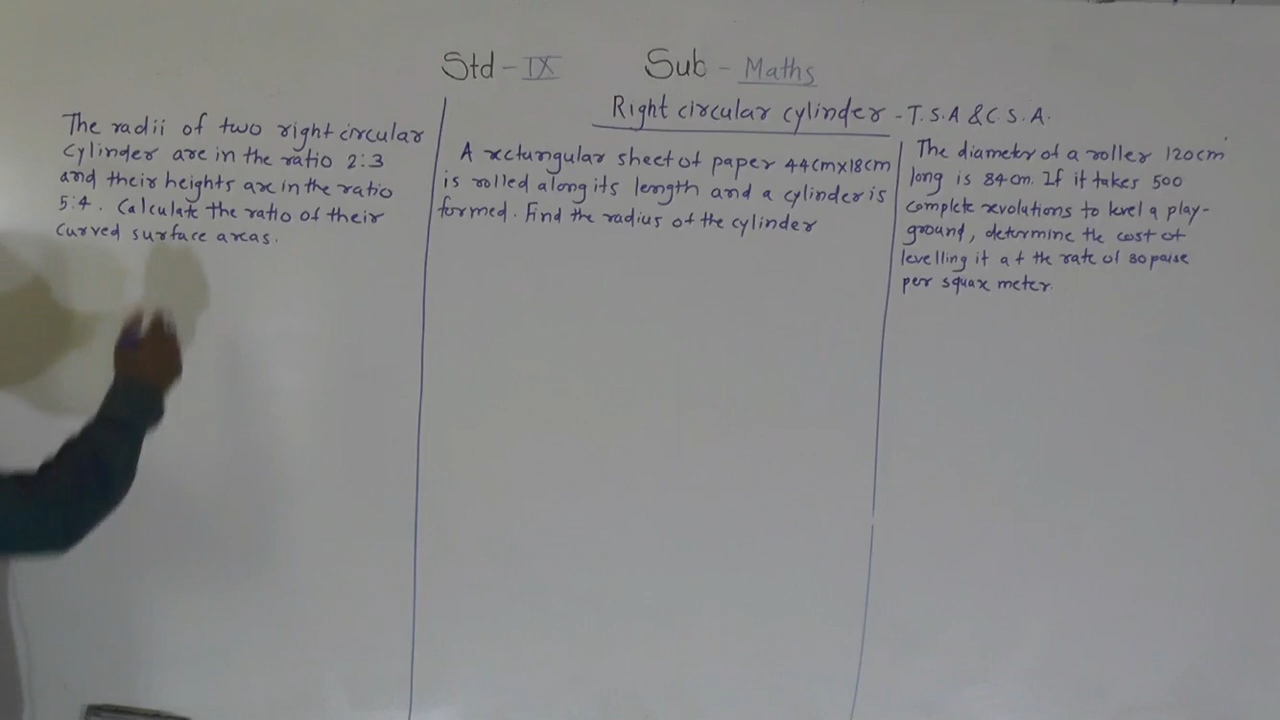 Std - IX Sub - Maths
Right circular cylinder - T.S.A & C.S.A.
The radii of two right circular
cylinder are in the ratio 2:3
and their heights are in the ratio
5:4. Calculate the ratio of their
curved surface areas.
A rectungular sheet of paper 44cmx18cm
is rolled along its length and a cylinder is
formed. Find the radius of the cylinder
The diameter of a roller 120cm
long is 84cm. If it takes 500
complete revolutions to level a play-
ground, determine the cost of
levelling it at the rate of 30 paise
per square meter.